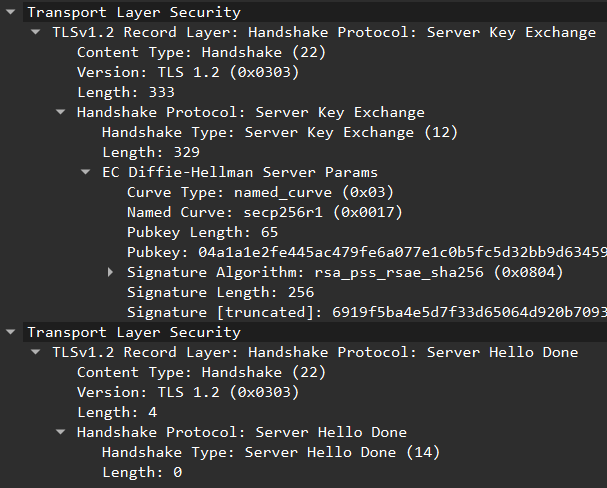 Transport Layer Security
TLSv1.2 Record Layer: Handshake Protocol: Server Key Exchange
Content Type: Handshake (22)
Version: TLS 1.2 (0x0303)
Length: 333
Handshake Protocol: Server Key Exchange
Handshake Type: Server Key Exchange (12)
Length: 329
EC Diffie-Hellman Server Params
Curve Type: named_curve (0x03)
Named Curve: secp256r1 (0x0017)
Pubkey Length: 65
Pubkey: 04a1a1e2fe445ac479fe6a077e1c0b5fc5d32bb9d63459
Signature Algorithm: rsa_pss_rsae_sha256 (0x0804)
Signature Length: 256
Signature [truncated]: 6919f5ba4e5d7f33d65064d920b7093
Transport Layer Security
TLSv1.2 Record Layer: Handshake Protocol: Server Hello Done
Content Type: Handshake (22)
Version: TLS 1.2 (0x0303)
Length: 4
Handshake Protocol: Server Hello Done
Handshake Type: Server Hello Done (14)
Length: 0